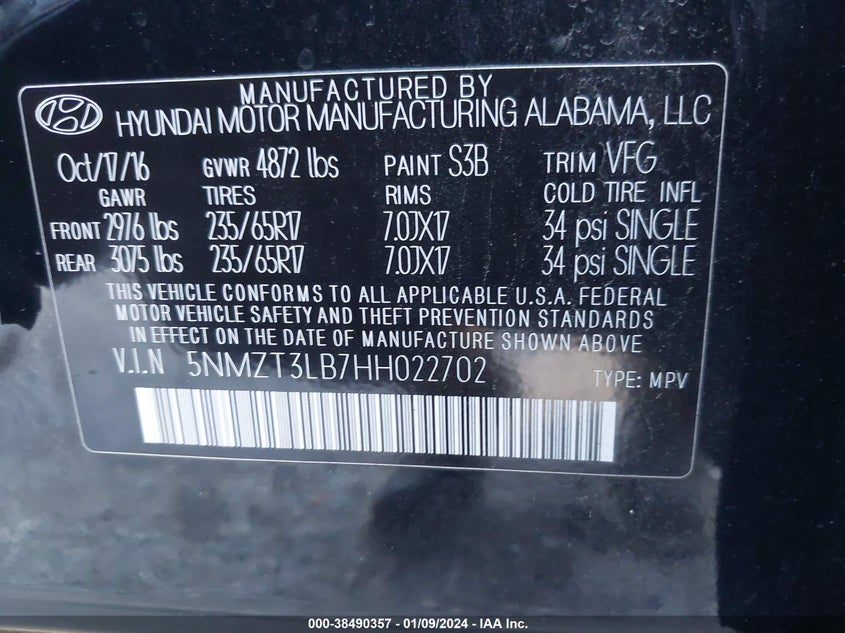 MANUFACTURED BY
HYUNDAI MOTOR MANUFACTURING ALABAMA, LLC
Oct/17/16 GVWR 4872 lbs PAINT S3B TRIM VFG
GAWR TIRES RIMS COLD TIRE INFL
FRONT 2976 lbs 235/65R17 7.0JX17 34 psi SINGLE
REAR 3075 lbs 235/65R17 7.0JX17 34 psi SINGLE
THIS VEHICLE CONFORMS TO ALL APPLICABLE U.S.A. FEDERAL
MOTOR VEHICLE SAFETY AND THEFT PREVENTION STANDARDS
IN EFFECT ON THE DATE OF MANUFACTURE SHOWN ABOVE
V.I.N 5NMZT3LB7HH022702 TYPE: MPV
000-38490357 - 01/09/2024 - IAA Inc.